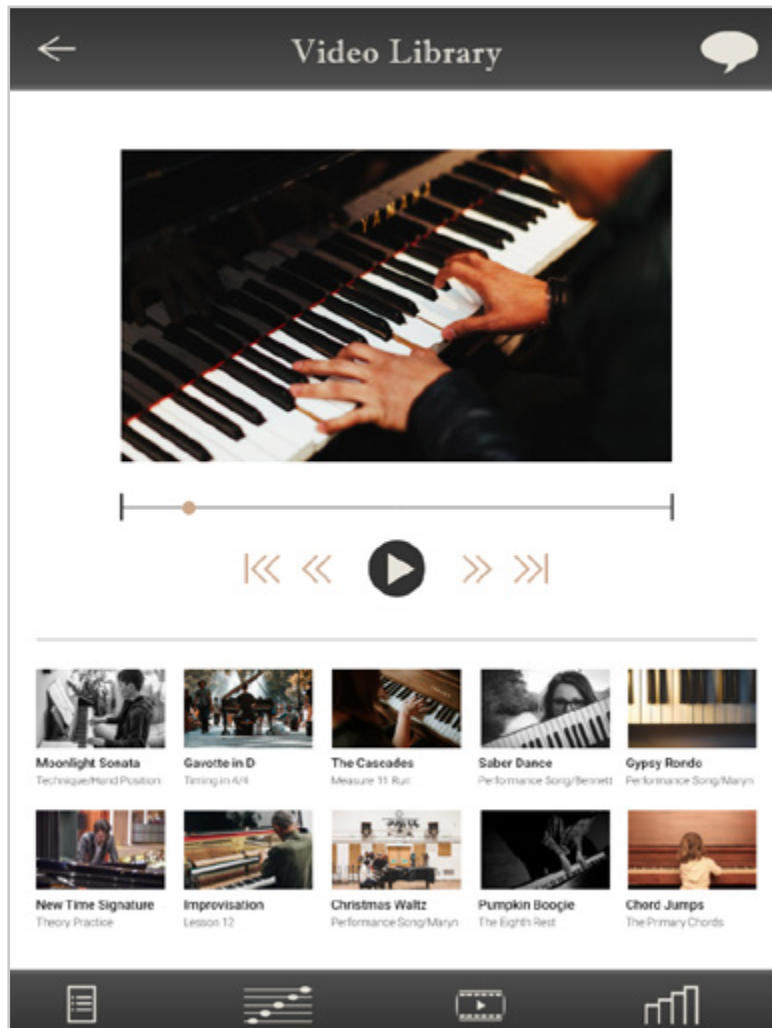 Video Library
YAMAHA
Moonlight Sonata
Technique/Hand Position
Gavotte in D
Timing in 4/4
The Cascades
Measure 11 Run
Saber Dance
Performance Song/Bennett
Gypsy Rondo
Performance Song/Maryn
New Time Signature
Theory Practice
Improvisation
Lesson 12
Christmas Waltz
Performance Song/Maryn
Pumpkin Boogie
The Eighth Rest
Chord Jumps
The Primary Chords